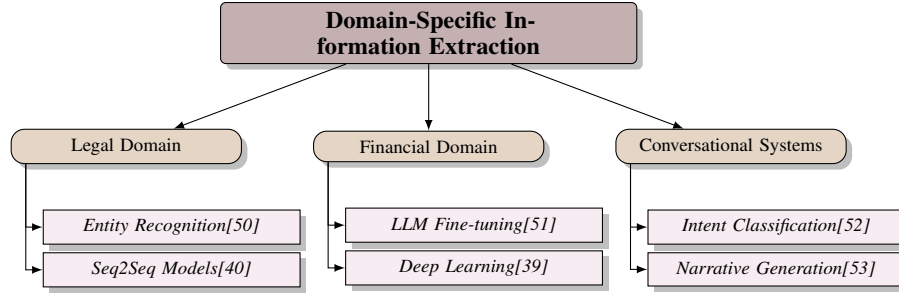 Domain-Specific In-
formation Extraction
Legal Domain
Financial Domain
Conversational Systems
Entity Recognition[50]
LLM Fine-tuning[51]
Intent Classification[52]
Seq2Seq Models[40]
Deep Learning[39]
Narrative Generation[53]